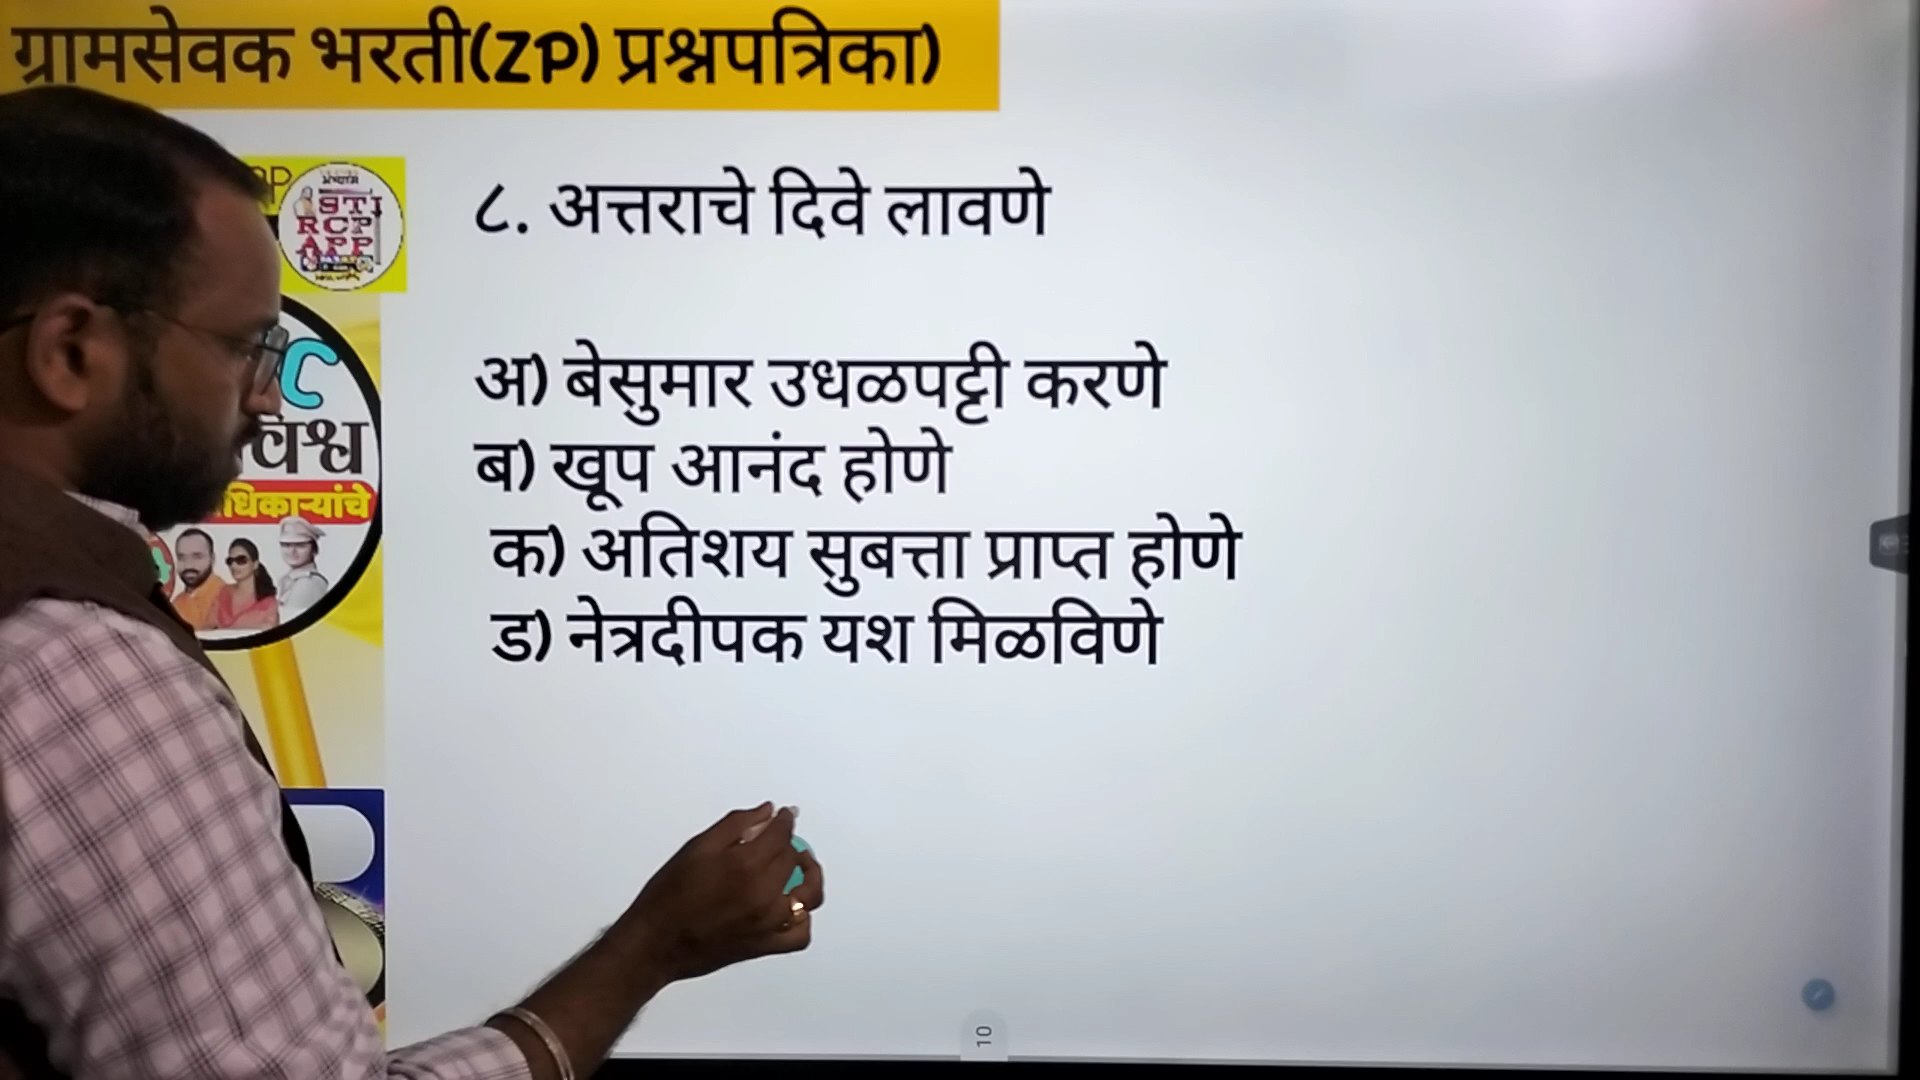 ग्रामसेवक भरती(ZP) प्रश्नपत्रिका)
८. अत्तराचे दिवे लावणे
STI
RCP
APP
अ) बेसुमार उधळपट्टी करणे
ब) खूप आनंद होणे
क) अतिशय सुबत्ता प्राप्त होणे
ड) नेत्रदीपक यश मिळविणे
10